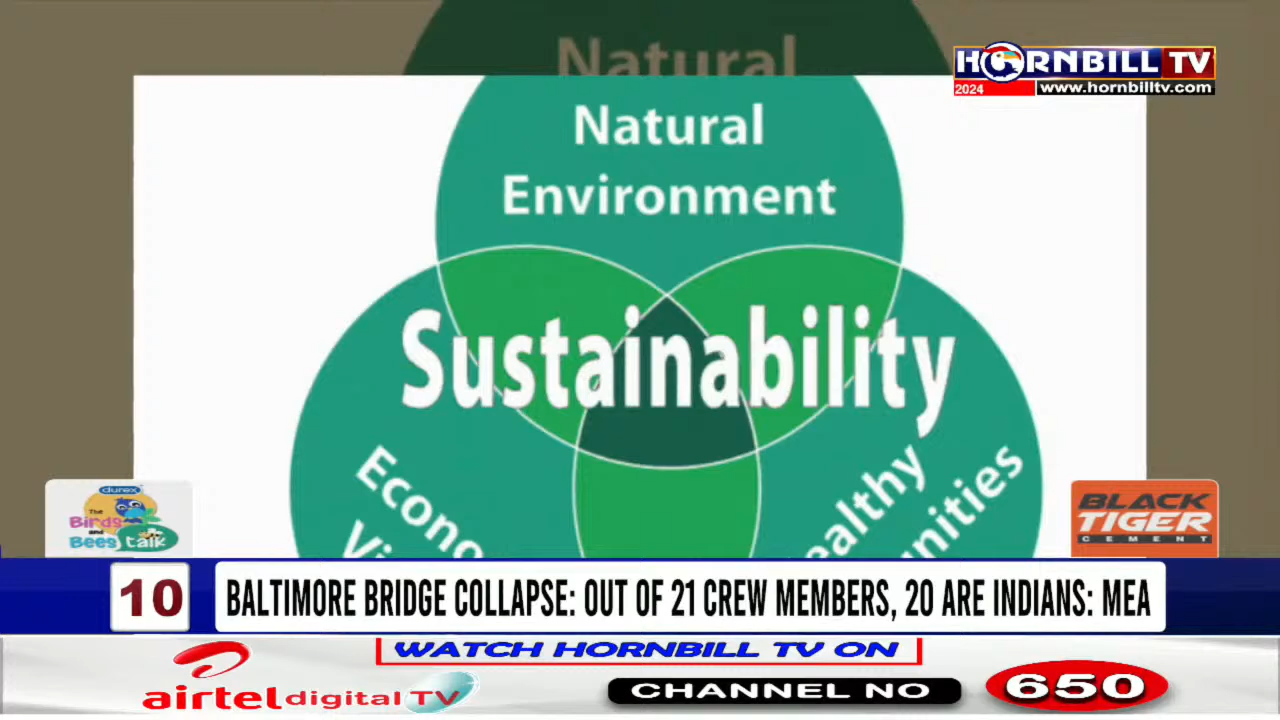 Natural
HORNBILL TV
2024
www.hornbilltv.com
Natural
Environment
Sustainability
Econo
Vi
ealthy
unities
durex
The
Birds
and
Bees talk
BLACK
TIGER
CEMENT
10
BALTIMORE BRIDGE COLLAPSE: OUT OF 21 CREW MEMBERS, 20 ARE INDIANS: MEA
WATCH HORNBILL TV ON
airtel digital TV
CHANNEL NO
650